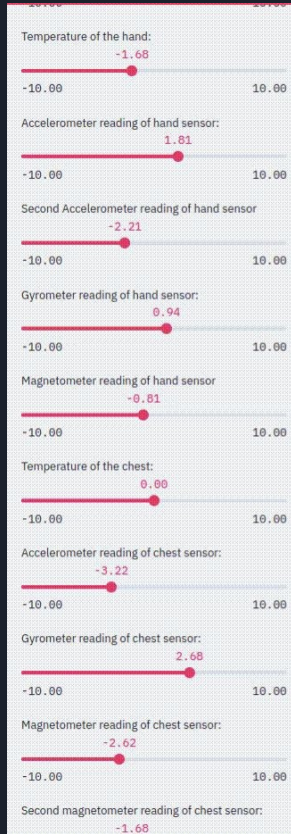 -10.00 10.00
Temperature of the hand:
-1.68
-10.00 10.00
Accelerometer reading of hand sensor:
1.81
-10.00 10.00
Second Accelerometer reading of hand sensor
-2.21
-10.00 10.00
Gyrometer reading of hand sensor:
0.94
-10.00 10.00
Magnetometer reading of hand sensor
-0.81
-10.00 10.00
Temperature of the chest:
0.00
-10.00 10.00
Accelerometer reading of chest sensor:
-3.22
-10.00 10.00
Gyrometer reading of chest sensor:
2.68
-10.00 10.00
Magnetometer reading of chest sensor:
-2.62
-10.00 10.00
Second magnetometer reading of chest sensor:
-1.68